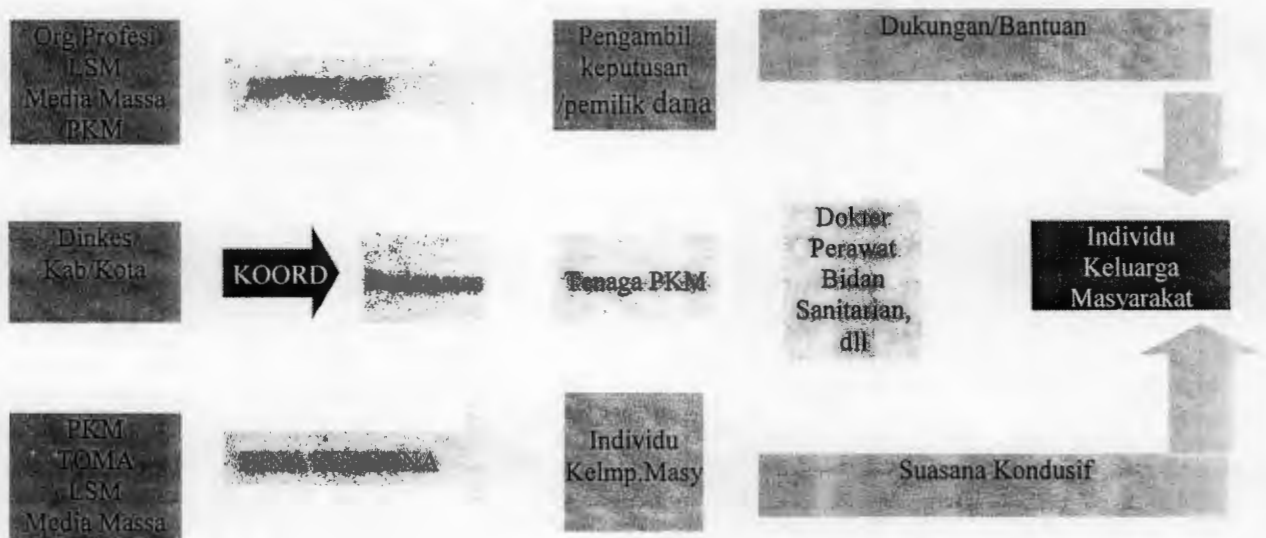 Org Profesi
LSM
Media Massa
PKM
Pengambil
keputusan
/pemilik dana
Dukungan/Bantuan
Dinkes
Kab/Kota
KOORD
Tenaga PKM
Dokter
Perawat
Bidan
Sanitarian,
dll
Individu
Keluarga
Masyarakat
PKM
TOMA
LSM
Media Massa
Individu
Kelmp.Masy
Suasana Kondusif